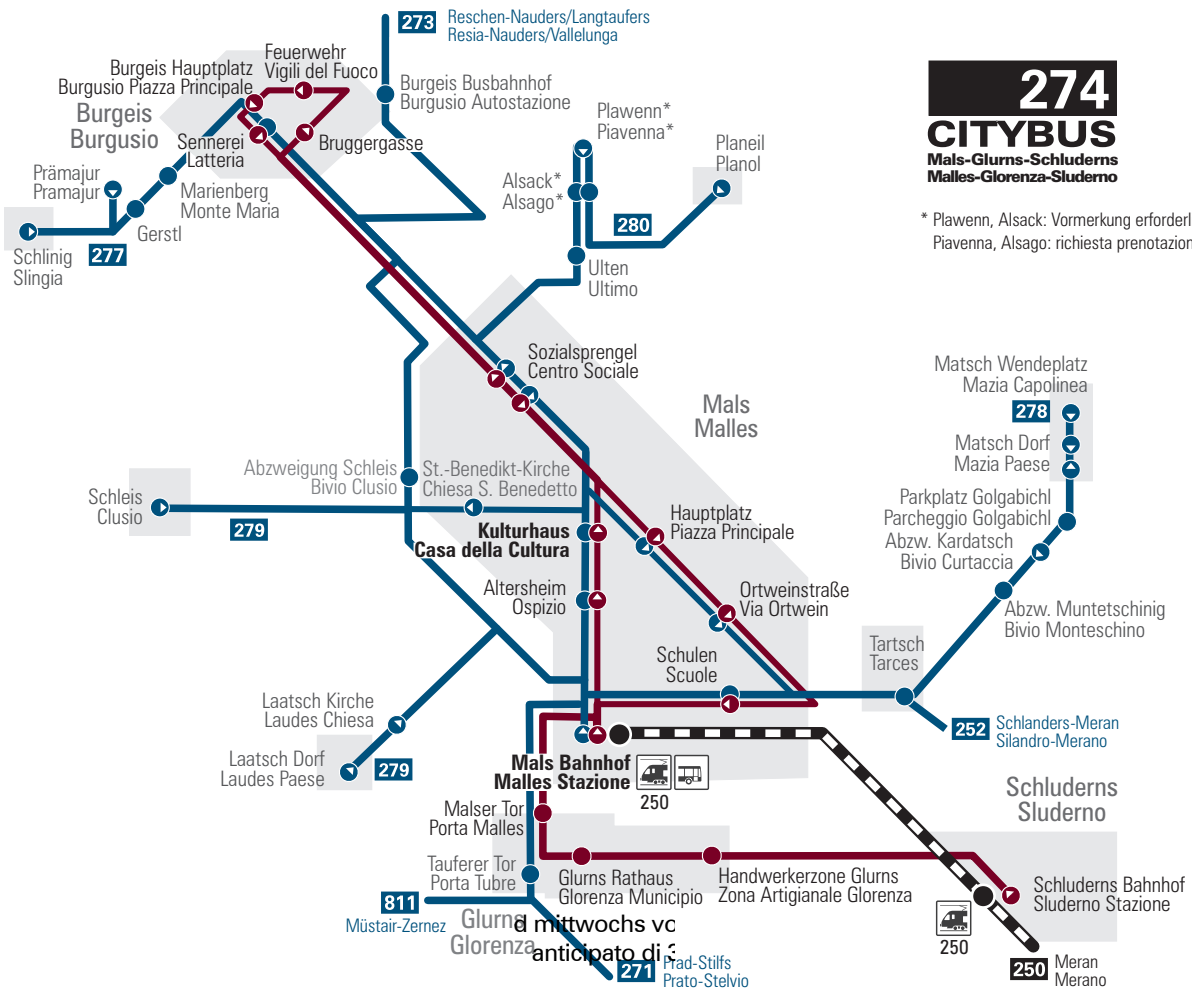 273
Reschen-Nauders/Langtaufers
Resia-Nauders/Vallelunga
Feuerwehr
Vigili del Fuoco
Burgeis Hauptplatz
Burgusio Piazza Principale
Burgeis
Burgusio
Burgeis Busbahnhof
Burgusio Autostazione
Sennerei
Latteria
Bruggergasse
Prämajur
Pramajur
Marienberg
Monte Maria
Gerstl
277
Schlinig
Slingia
Plawenn*
Piavenna*
Planeil
Planol
Alsack*
Alsago*
280
Ulten
Ultimo
274
CITYBUS
Mals-Glurns-Schluderns
Malles-Glorenza-Sluderno
* Plawenn, Alsack: Vormerkung erforderl
Piavenna, Alsago: richiesta prenotazion
Sozialsprengel
Centro Sociale
Mals
Malles
Matsch Wendeplatz
Mazia Capolinea
278
Matsch Dorf
Mazia Paese
Parkplatz Golgabichl
Parcheggio Golgabichl
Abzw. Kardatsch
Bivio Curtaccia
Abzw. Muntetschinig
Bivio Monteschino
Abzweigung Schleis
Bivio Clusio
St.-Benedikt-Kirche
Chiesa S. Benedetto
Schleis
Clusio
279
Kulturhaus
Casa della Cultura
Hauptplatz
Piazza Principale
Altersheim
Ospizio
Ortweinstraße
Via Ortwein
Schulen
Scuole
Tartsch
Tarces
252
Schlanders-Meran
Silandro-Merano
Laatsch Kirche
Laudes Chiesa
Laatsch Dorf
Laudes Paese
279
Mals Bahnhof
Malles Stazione
250
Schluderns
Sluderno
Malser Tor
Porta Malles
Tauferer Tor
Porta Tubre
Glurns Rathaus
Glorenza Municipio
Handwerkerzone Glurns
Zona Artigianale Glorenza
Schluderns Bahnhof
Sluderno Stazione
811
Müstair-Zernez
Glurns
Glorenza
d mittwochs vo
anticipato di 3
271
Prad-Stilfs
Prato-Stelvio
250
250
Meran
Merano